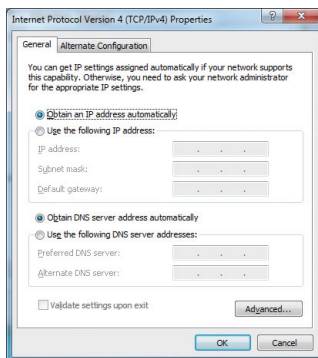 Internet Protocol Version 4 (TCP/IPv4) Properties
General
Alternate Configuration
You can get IP settings assigned automatically if your network supports
this capability. Otherwise, you need to ask your network administrator
for the appropriate IP settings.
Obtain an IP address automatically
Use the following IP address:
IP address:
Subnet mask:
Default gateway:
Obtain DNS server address automatically
Use the following DNS server addresses:
Preferred DNS server:
Alternate DNS server:
Validate settings upon exit
Advanced...
OK
Cancel